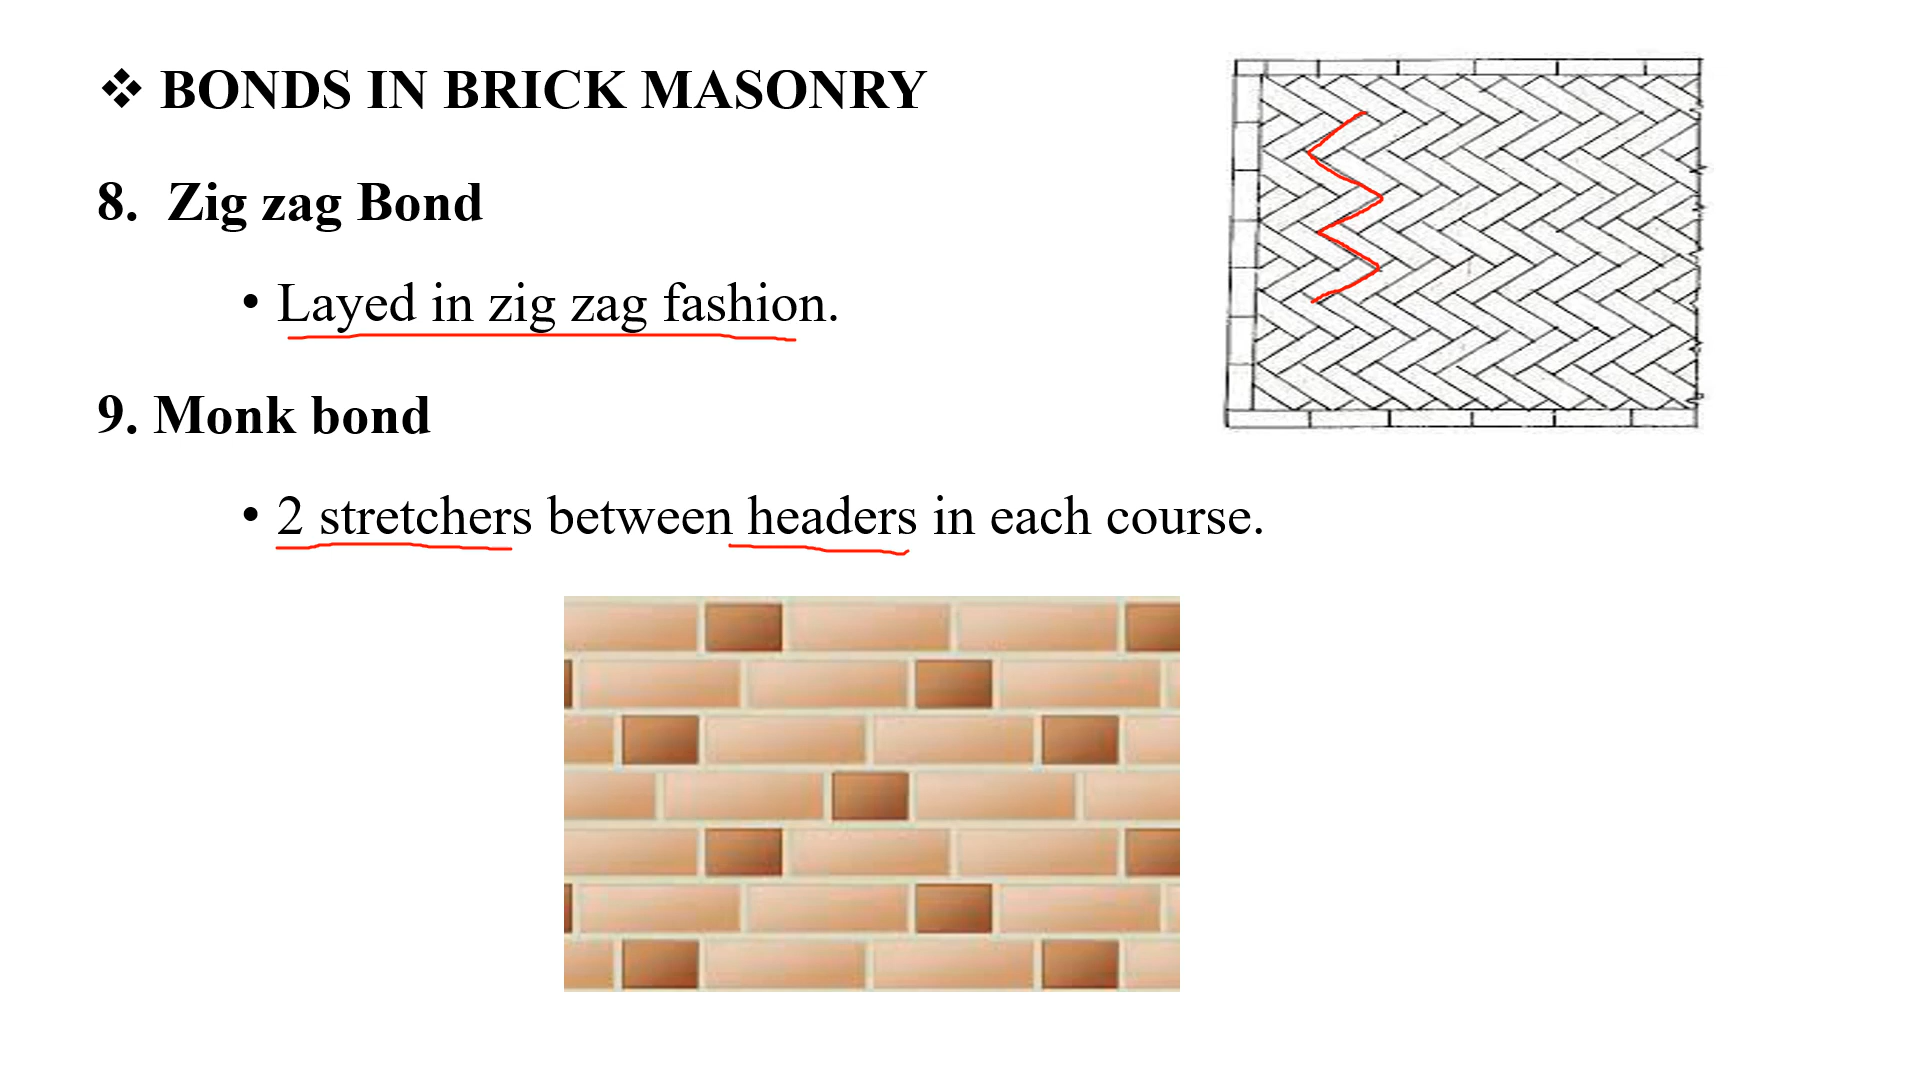 ❖ BONDS IN BRICK MASONRY
8. Zig zag Bond
• Layed in zig zag fashion.
9. Monk bond
• 2 stretchers between headers in each course.